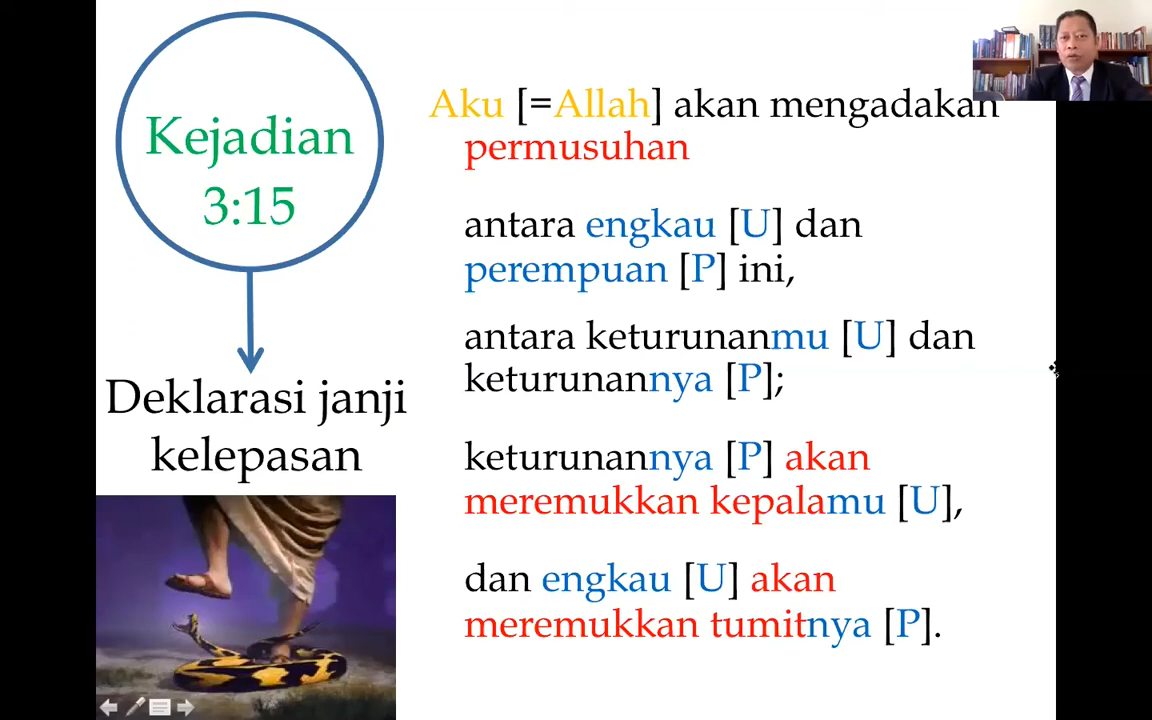 Kejadian
3:15
Deklarasi janji
kelepasan
Aku [=Allah] akan mengadakan
permusuhan
antara engkau [U] dan
perempuan [P] ini,
antara keturunanmu [U] dan
keturunannya [P];
keturunannya [P] akan
meremukkan kepalamu [U],
dan engkau [U] akan
meremukkan tumitnya [P].